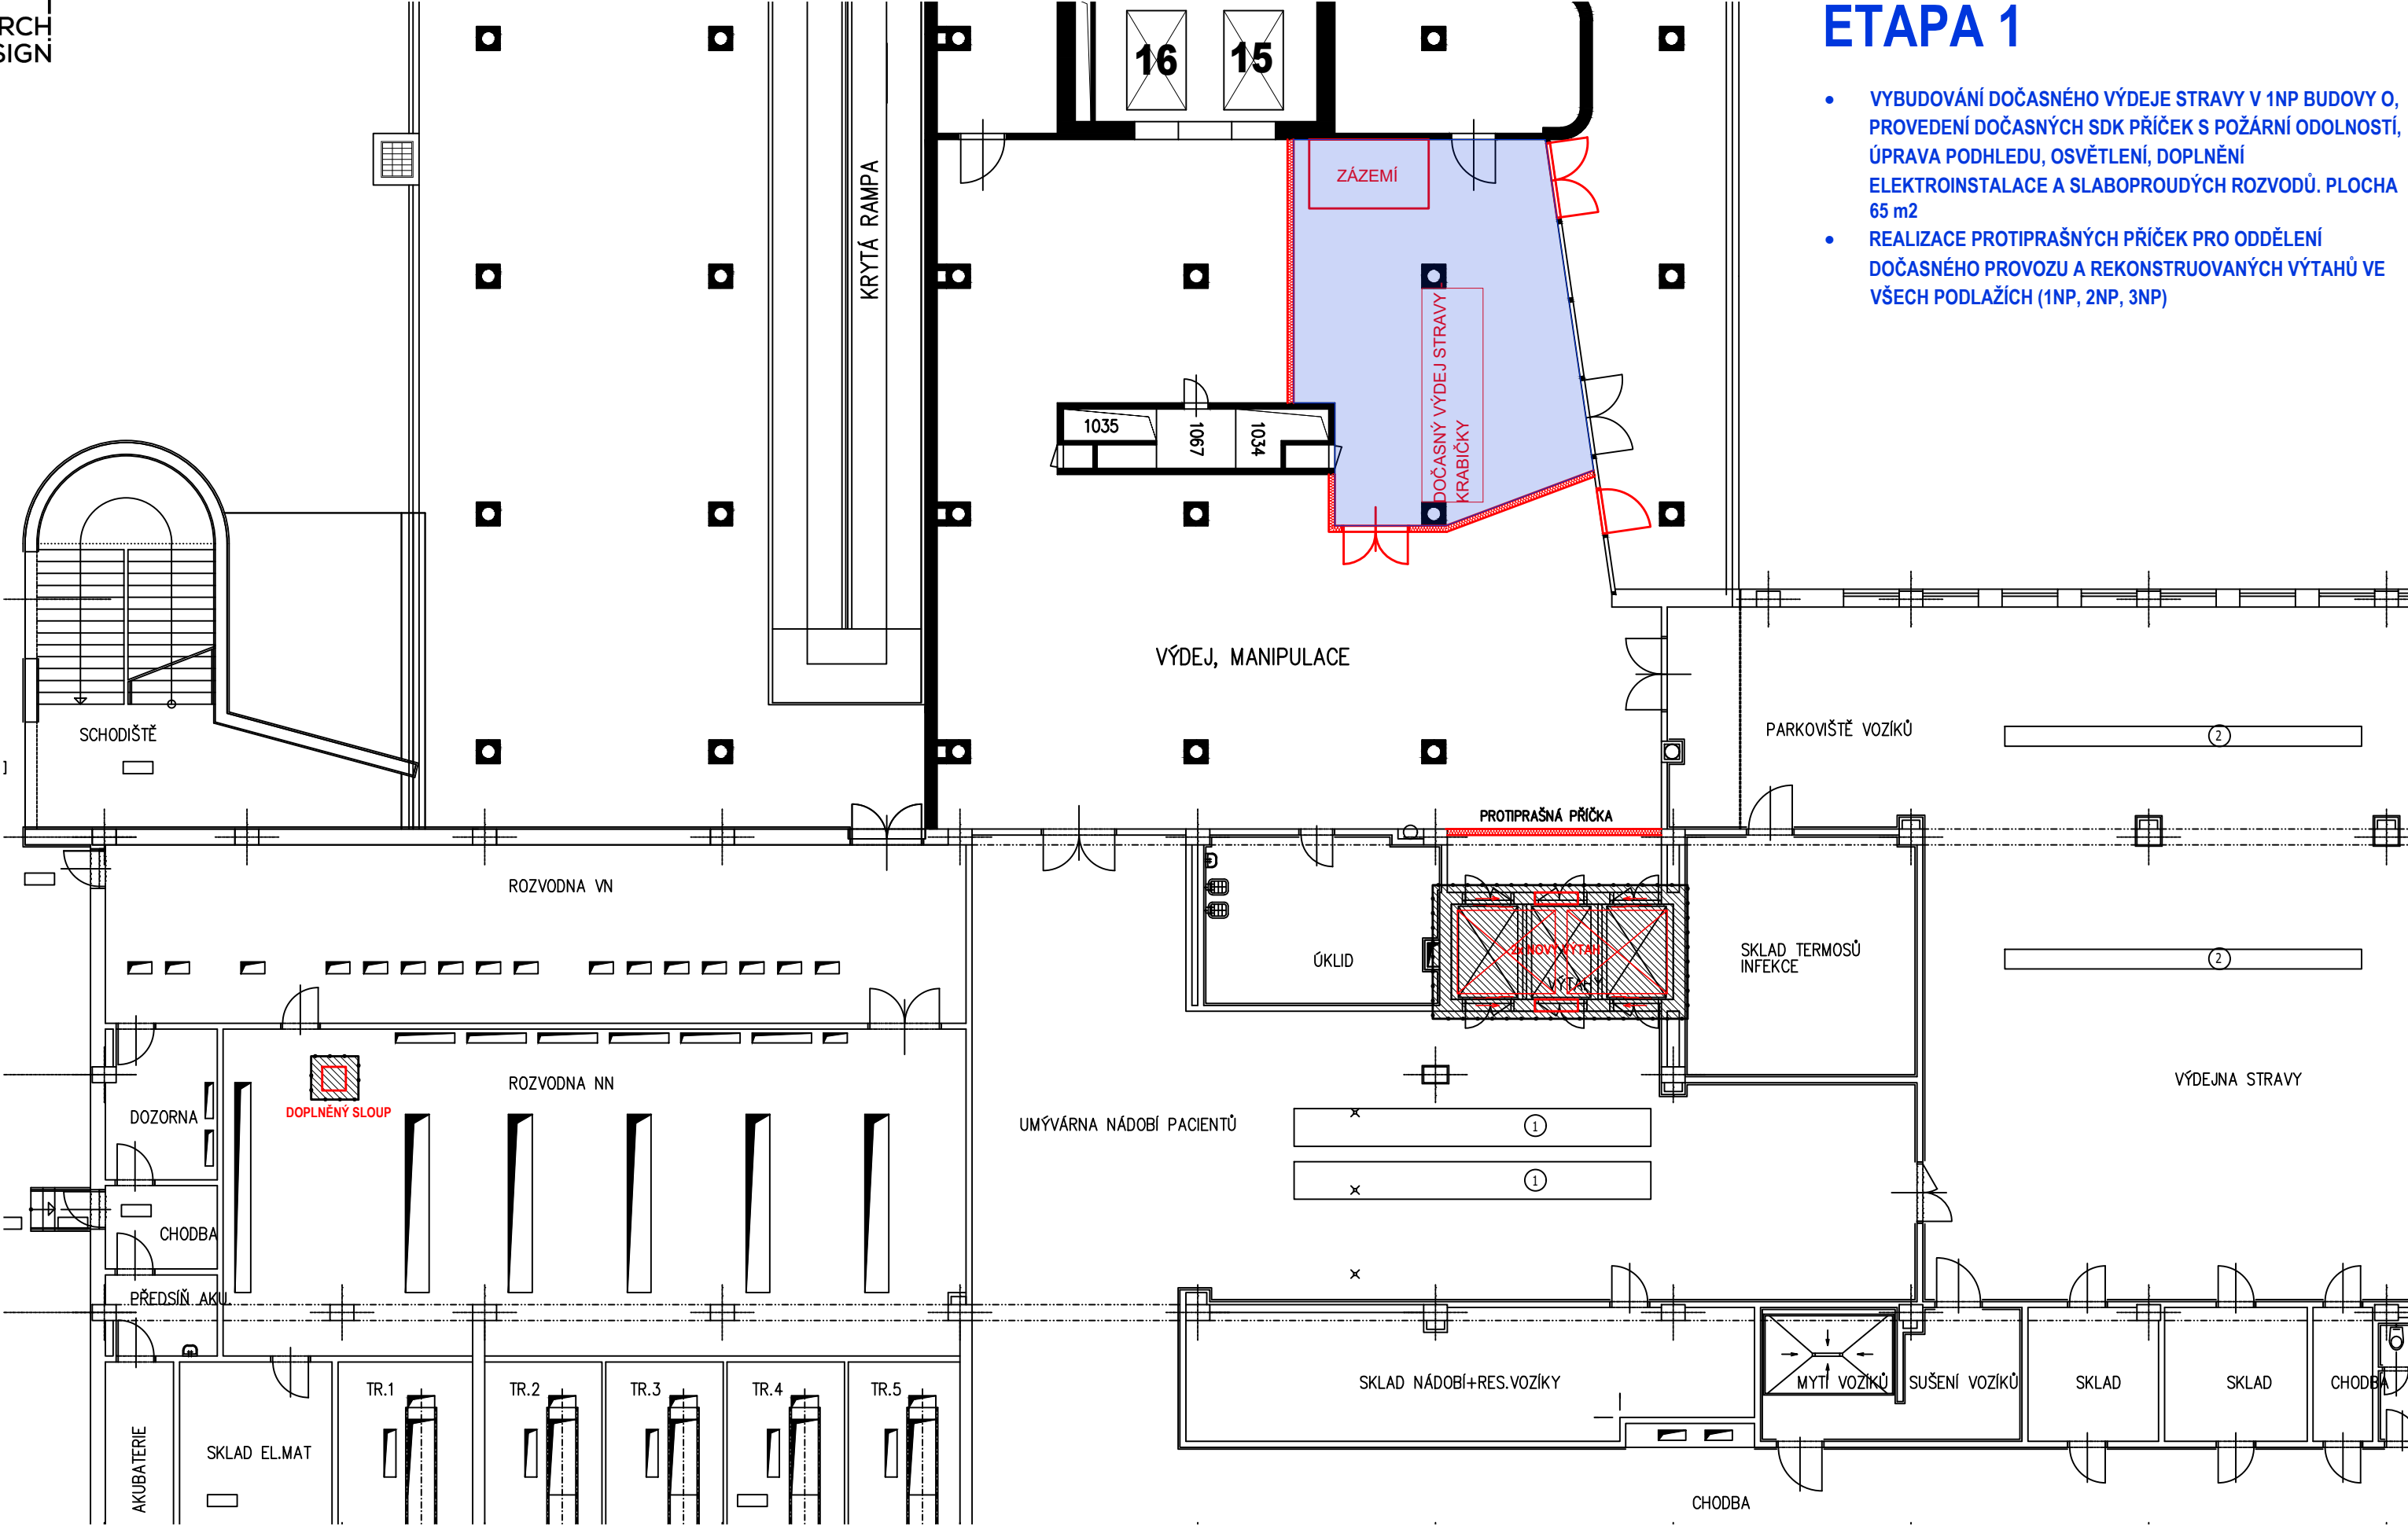 RCH
SIGN
ETAPA 1
• VYBUDOVÁNÍ DOČASNÉHO VÝDEJE STRAVY V 1NP BUDOVY O,
PROVEDENÍ DOČASNÝCH SDK PŘÍČEK S POŽÁRNÍ ODOLNOSTÍ,
ÚPRAVA PODHLEDU, OSVĚTLENÍ, DOPLNĚNÍ
ELEKTROINSTALACE A SLABOPROUDÝCH ROZVODŮ. PLOCHA
65 m2
• REALIZACE PROTIPRAŠNÝCH PŘÍČEK PRO ODDĚLENÍ
DOČASNÉHO PROVOZU A REKONSTRUOVANÝCH VÝTAHŮ VE
VŠECH PODLAŽÍCH (1NP, 2NP, 3NP)
16
15
ZÁZEMÍ
KRYTÁ RAMPA
DOČASNÝ VÝDEJ STRAVY
KRABIČKY
1035
1067
1034
VÝDEJ, MANIPULACE
SCHODIŠTĚ
PARKOVIŠTĚ VOZÍKŮ
2
PROTIPRAŠNÁ PŘÍČKA
ROZVODNA VN
ÚKLID
2x NOVÝ VÝTAH
VÝTAHY
SKLAD TERMOSŮ
INFEKCE
2
ROZVODNA NN
DOPLNĚNÝ SLOUP
DOZORNA
UMÝVÁRNA NÁDOBÍ PACIENTŮ
1
1
VÝDEJNA STRAVY
CHODBA
PŘEDSÍŇ AKU.
TR.1
TR.2
TR.3
TR.4
TR.5
SKLAD NÁDOBÍ+RES.VOZÍKY
MYTÍ VOZÍKŮ
SUŠENÍ VOZÍKŮ
SKLAD
SKLAD
CHODBA
AKUBATERIE
SKLAD EL.MAT
CHODBA